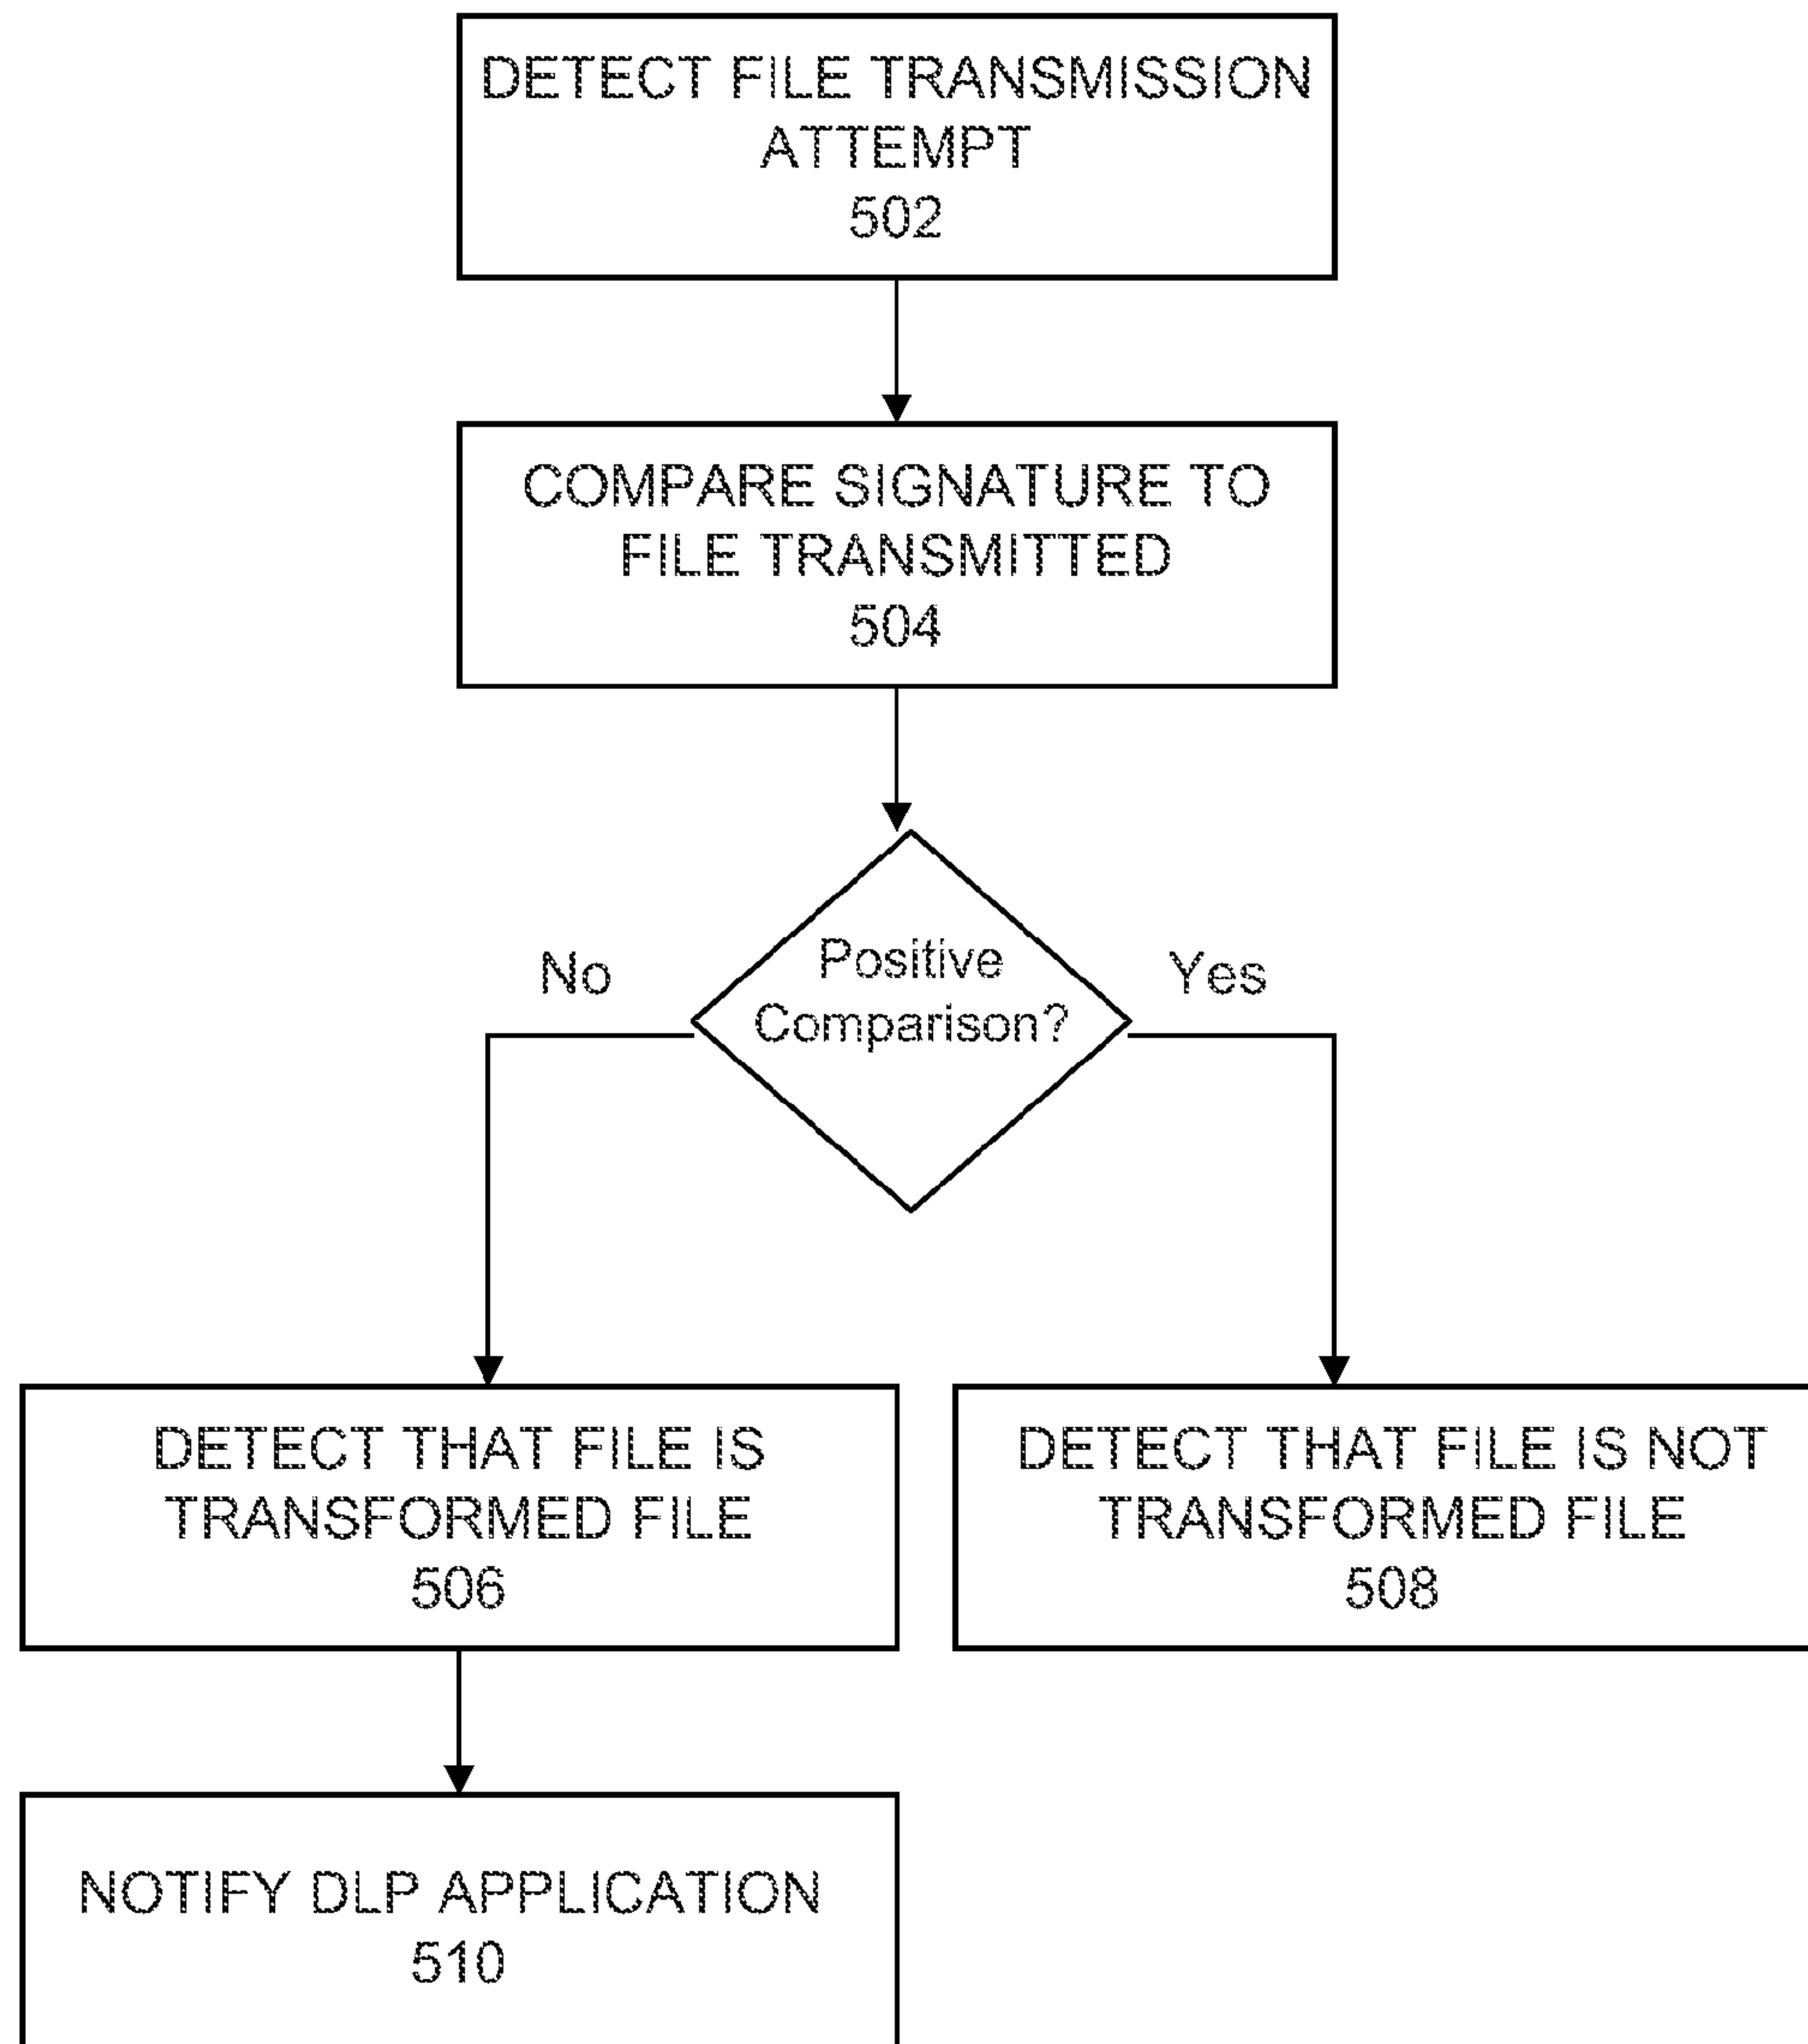 DETECT FILE TRANSMISSION
ATTEMPT
502
COMPARE SIGNATURE TO
FILE TRANSMITTED
504
Positive
Comparison?
No
Yes
DETECT THAT FILE IS
TRANSFORMED FILE
506
DETECT THAT FILE IS NOT
TRANSFORMED FILE
508
NOTIFY DLP APPLICATION
510